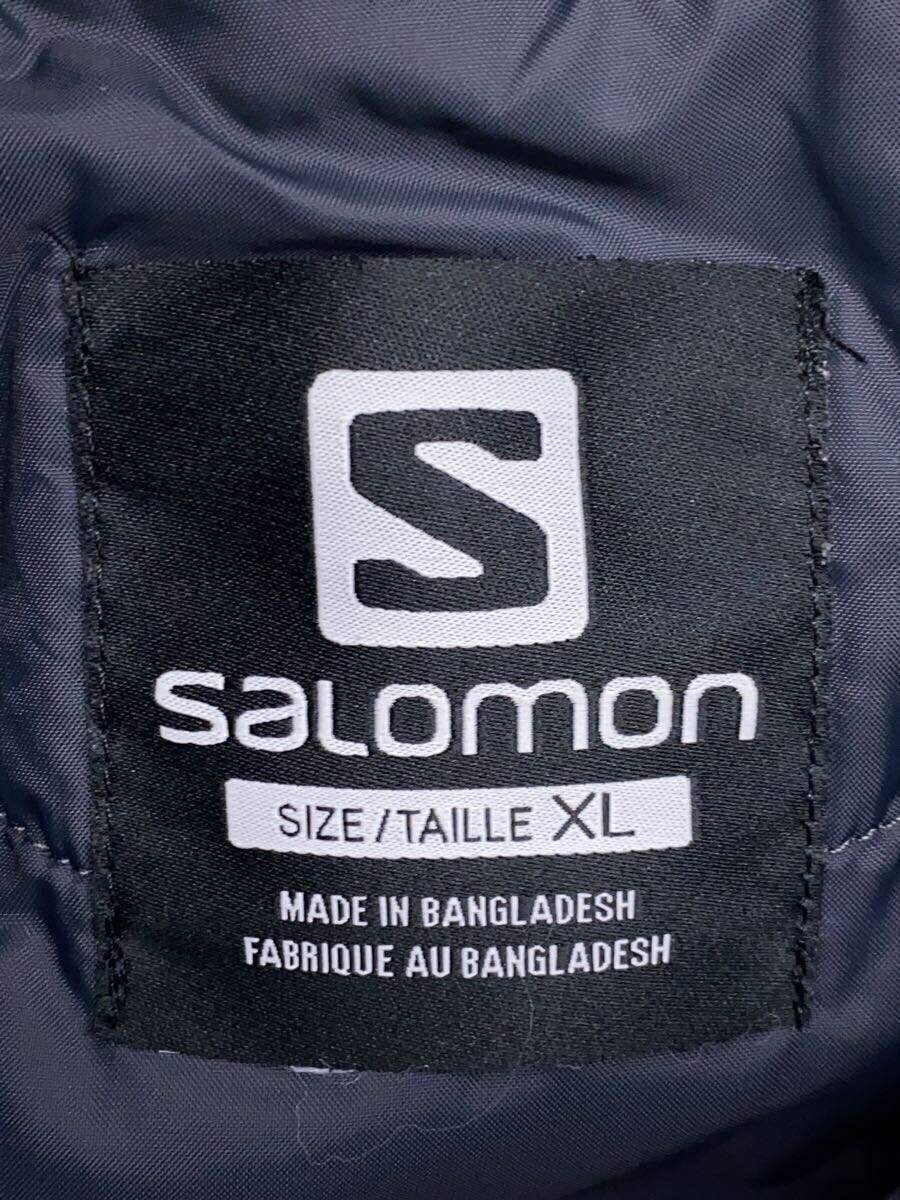 S
salomon
SIZE/TAILLE XL
MADE IN BANGLADESH
FABRIQUE AU BANGLADESH